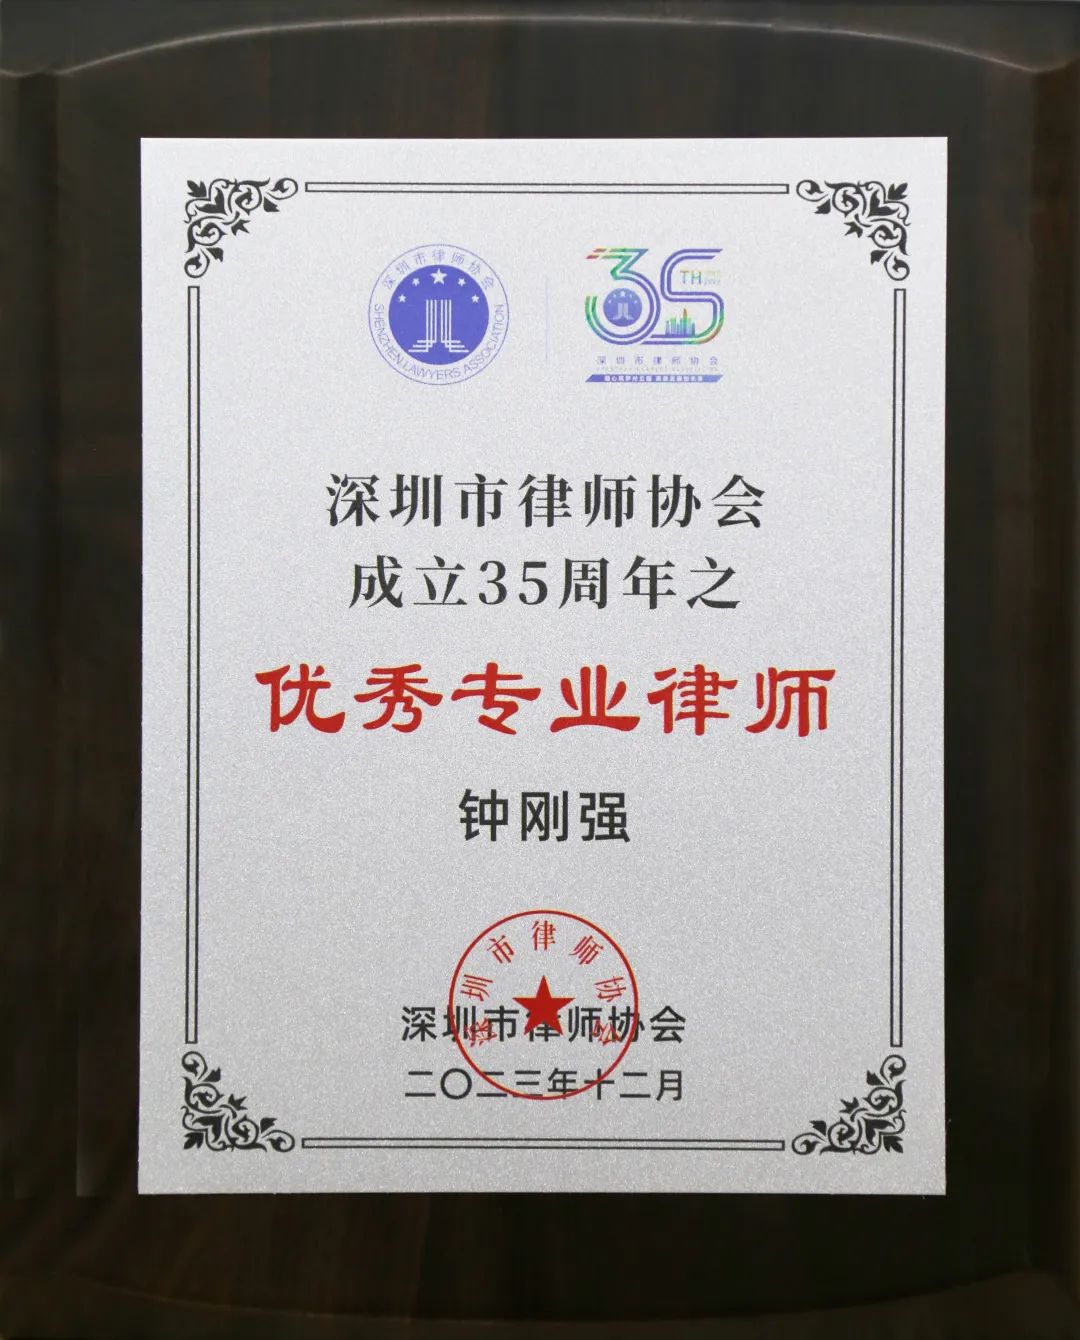 深圳市律师协会
SHENZHEN LAWYERS ASSOCIATION
35
TH
深圳市律师协会
深圳市律师协会
成立35周年之
优秀专业律师
钟刚强
深圳市律师协会
深圳市律师协会
二〇二三年十二月